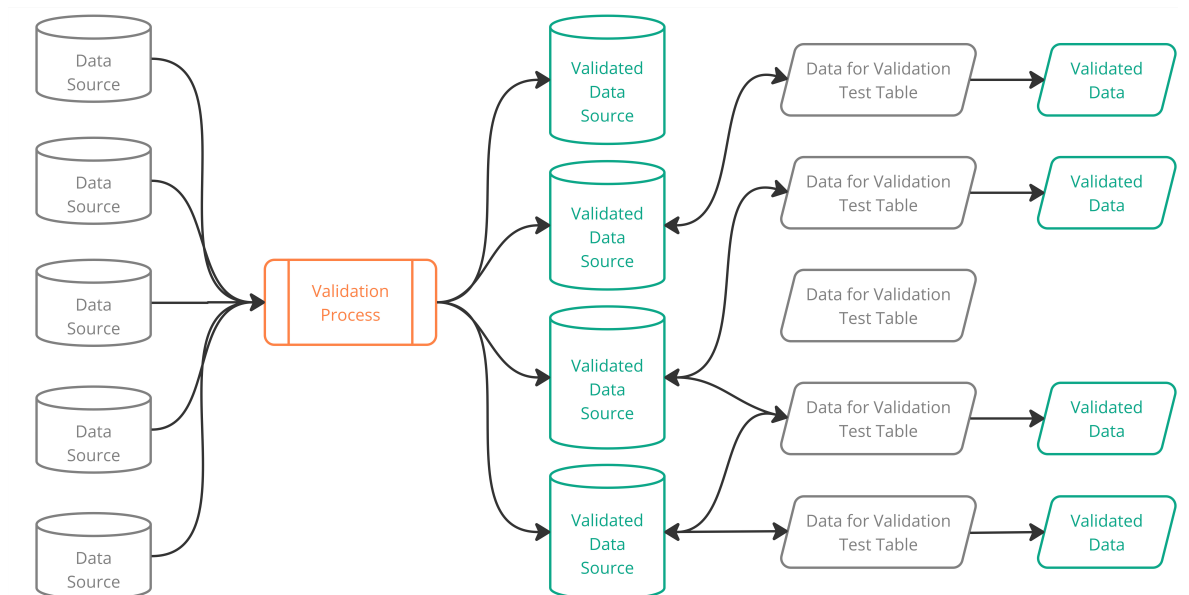 Data
Source
Data
Source
Data
Source
Data
Source
Data
Source
Validation
Process
Validated
Data
Source
Validated
Data
Source
Validated
Data
Source
Validated
Data
Source
Data for Validation
Test Table
Data for Validation
Test Table
Data for Validation
Test Table
Data for Validation
Test Table
Data for Validation
Test Table
Validated
Data
Validated
Data
Validated
Data
Validated
Data